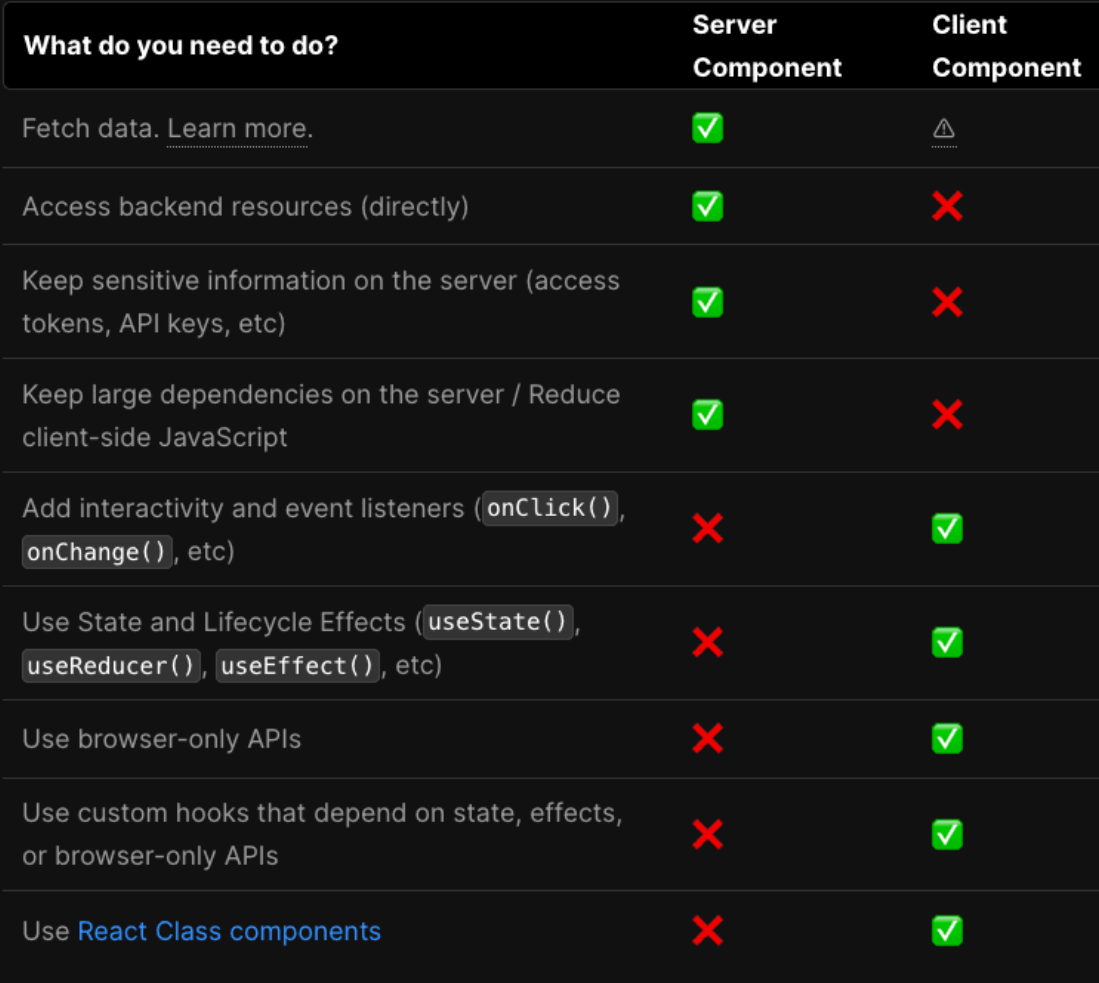 What do you need to do?
Server
Component
Client
Component
Fetch data. Learn more.
Access backend resources (directly)
Keep sensitive information on the server (access
tokens, API keys, etc)
Keep large dependencies on the server / Reduce
client-side JavaScript
Add interactivity and event listeners (onClick(),
onChange(), etc)
Use State and Lifecycle Effects (useState(),
useReducer(), useEffect(), etc)
Use browser-only APIs
Use custom hooks that depend on state, effects,
or browser-only APIs
Use React Class components